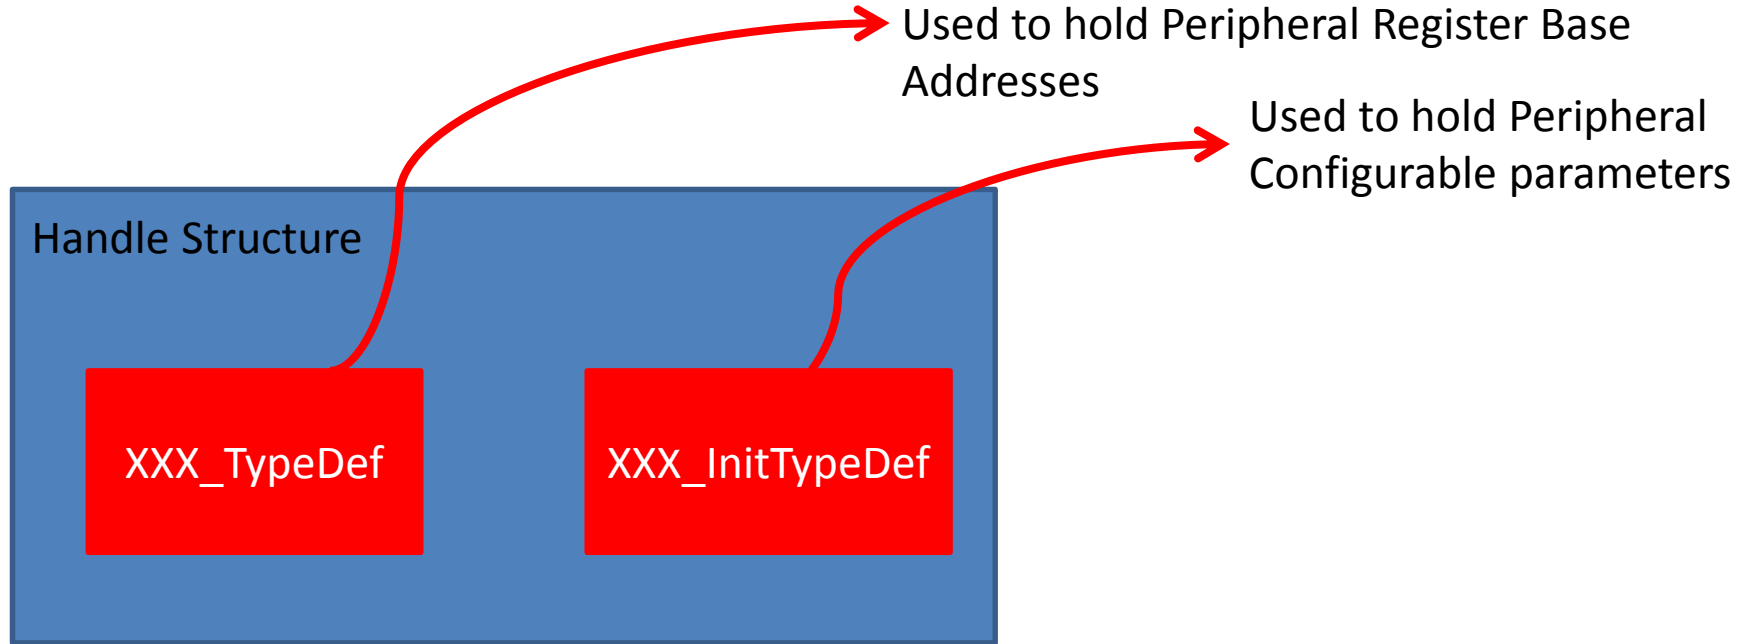 Used to hold Peripheral Register Base
Addresses
Used to hold Peripheral
Configurable parameters
Handle Structure
XXX_TypeDef
XXX_InitTypeDef